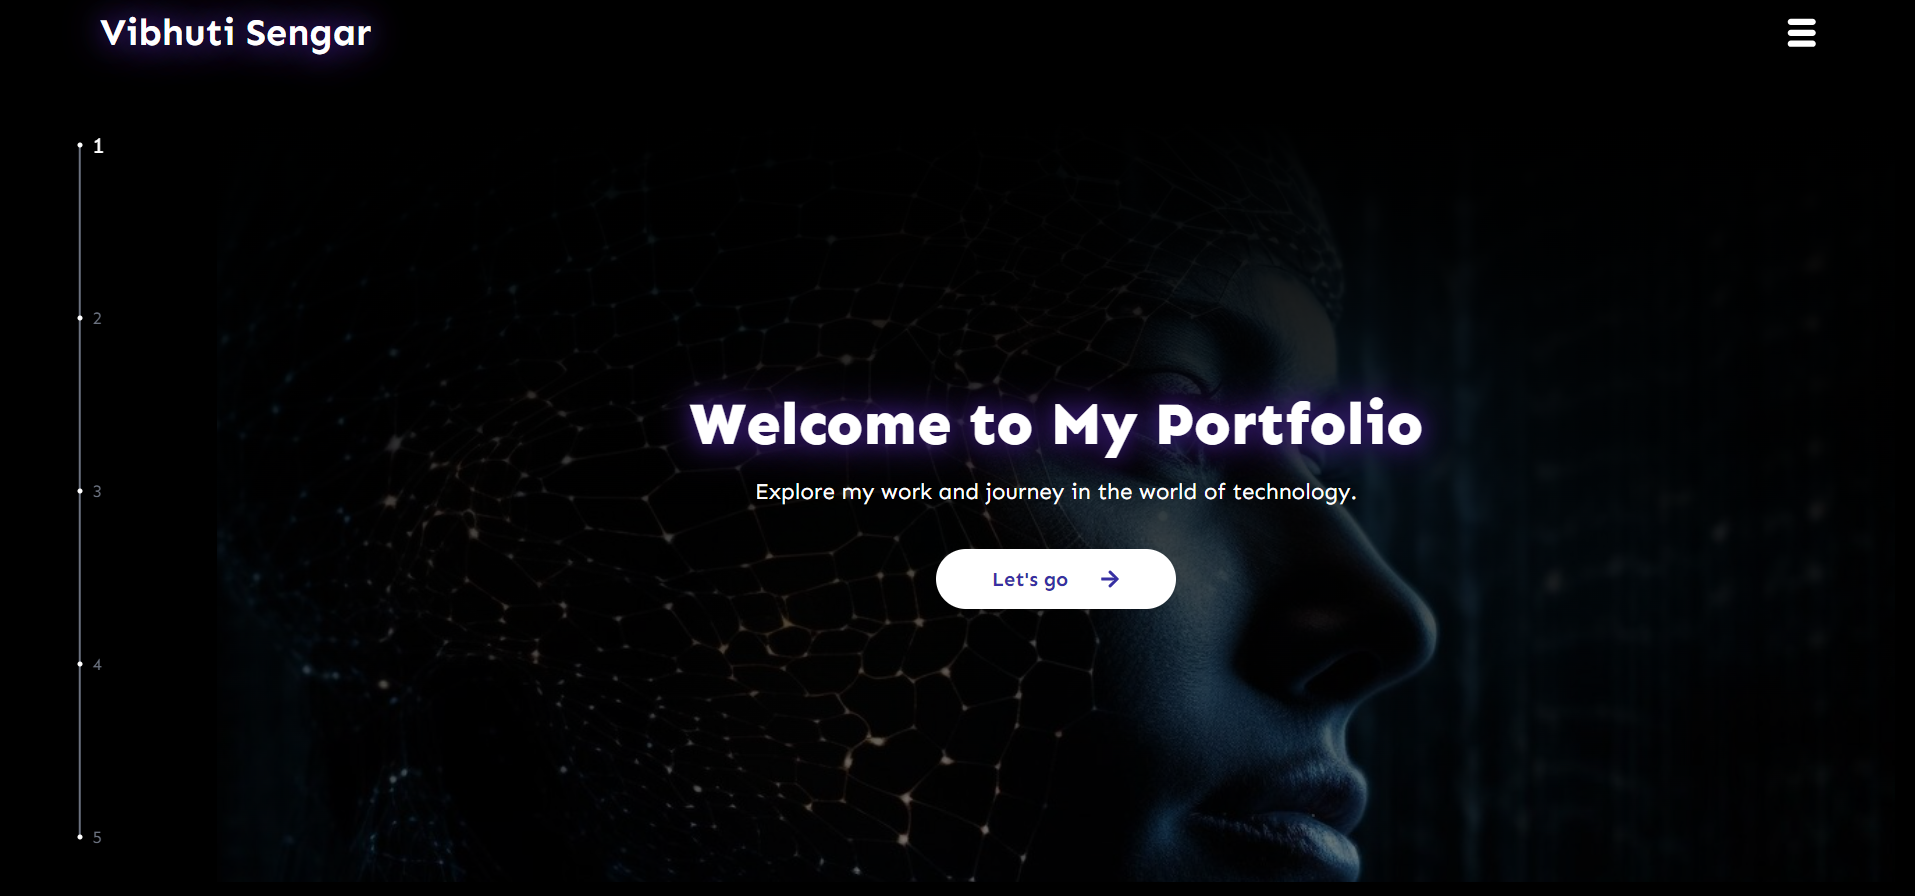 Vibhuti Sengar
1
2
3
4
5
Welcome to My Portfolio
Explore my work and journey in the world of technology.
Let's go